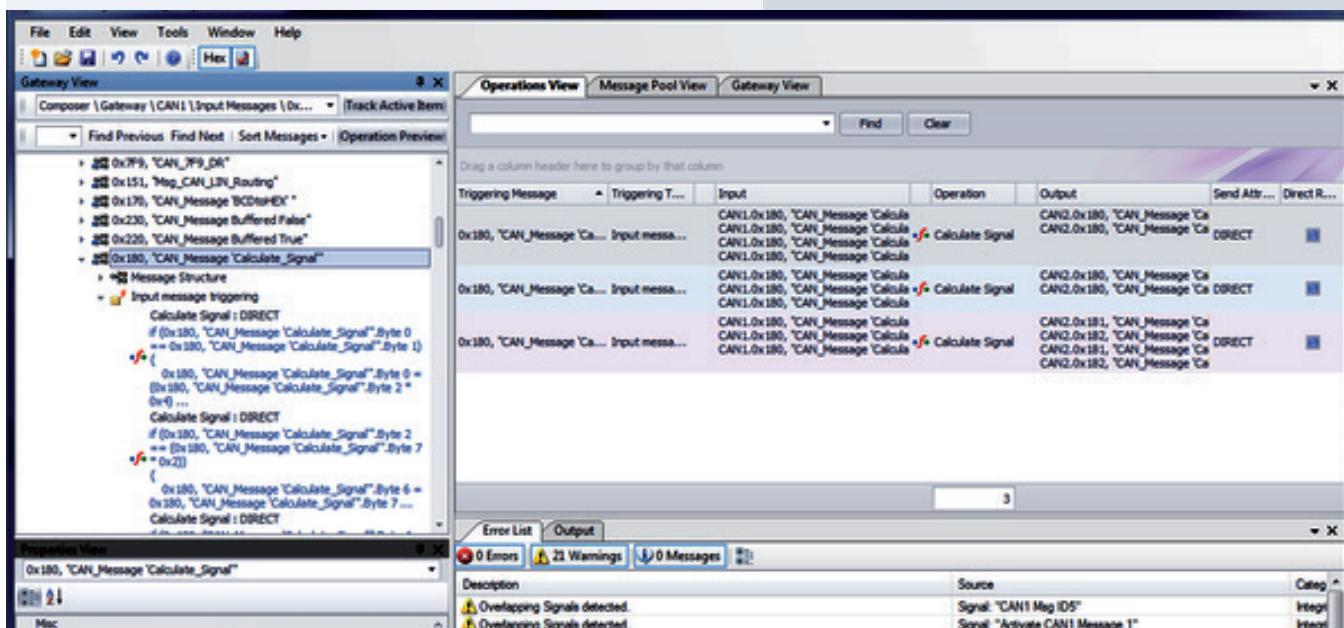 File Edit View Tools Window Help
Hex
Gateway View
Composer \ Gateway \ CAN1 \ Input Messages \ 0x... Track Active Item
Find Previous Find Next Sort Messages Operation Preview
0x7F9, "CAN_7F9_DR"
0x151, "Msg_CAN_LIN_Routing"
0x170, "CAN_Message 'BCDtoHEX' "
0x230, "CAN_Message Buffered False"
0x220, "CAN_Message Buffered True"
0x180, "CAN_Message 'Calculate_Signal'"
Message Structure
Input message triggering
Calculate Signal : DIRECT
if (0x180, "CAN_Message 'Calculate_Signal'".Byte 0
== 0x180, "CAN_Message 'Calculate_Signal'".Byte 1)
{
0x180, "CAN_Message 'Calculate_Signal'".Byte 0 =
(0x180, "CAN_Message 'Calculate_Signal'".Byte 2 *
0x4) ...
Calculate Signal : DIRECT
if (0x180, "CAN_Message 'Calculate_Signal'".Byte 2
== (0x180, "CAN_Message 'Calculate_Signal'".Byte 7
* 0x2))
{
0x180, "CAN_Message 'Calculate_Signal'".Byte 6 =
0x180, "CAN_Message 'Calculate_Signal'".Byte 7 ...
Calculate Signal : DIRECT
Properties View
0x180, "CAN_Message 'Calculate_Signal'"
Misc
Operations View Message Pool View Gateway View
Find Clear
Drag a column header here to group by that column
Triggering Message Triggering T... Input Operation Output Send Attr... Direct R...
CAN1.0x180, "CAN_Message 'Calcula CAN2.0x180, "CAN_Message 'Ca
CAN1.0x180, "CAN_Message 'Calcula CAN2.0x180, "CAN_Message 'Ca
0x180, "CAN_Message 'Ca... Input messa... CAN1.0x180, "CAN_Message 'Calcula Calculate Signal DIRECT
CAN1.0x180, "CAN_Message 'Calcula
CAN1.0x180, "CAN_Message 'Calcula CAN2.0x180, "CAN_Message 'Ca
0x180, "CAN_Message 'Ca... Input messa... CAN1.0x180, "CAN_Message 'Calcula Calculate Signal CAN2.0x180, "CAN_Message 'Ca DIRECT
CAN1.0x180, "CAN_Message 'Calcula
CAN1.0x180, "CAN_Message 'Calcula CAN2.0x181, "CAN_Message 'Ca
0x180, "CAN_Message 'Ca... Input messa... CAN1.0x180, "CAN_Message 'Calcula Calculate Signal CAN2.0x182, "CAN_Message 'Ca DIRECT
CAN1.0x180, "CAN_Message 'Calcula CAN2.0x181, "CAN_Message 'Ca
CAN2.0x182, "CAN_Message 'Ca
3
Error List Output
0 Errors 21 Warnings 0 Messages
Description Source Categ
Overlapping Signals detected. Signal: "CAN1 Msg ID5" Integri
Overlapping Signals detected. Signal: "Activate CAN1 Message 1" Integri